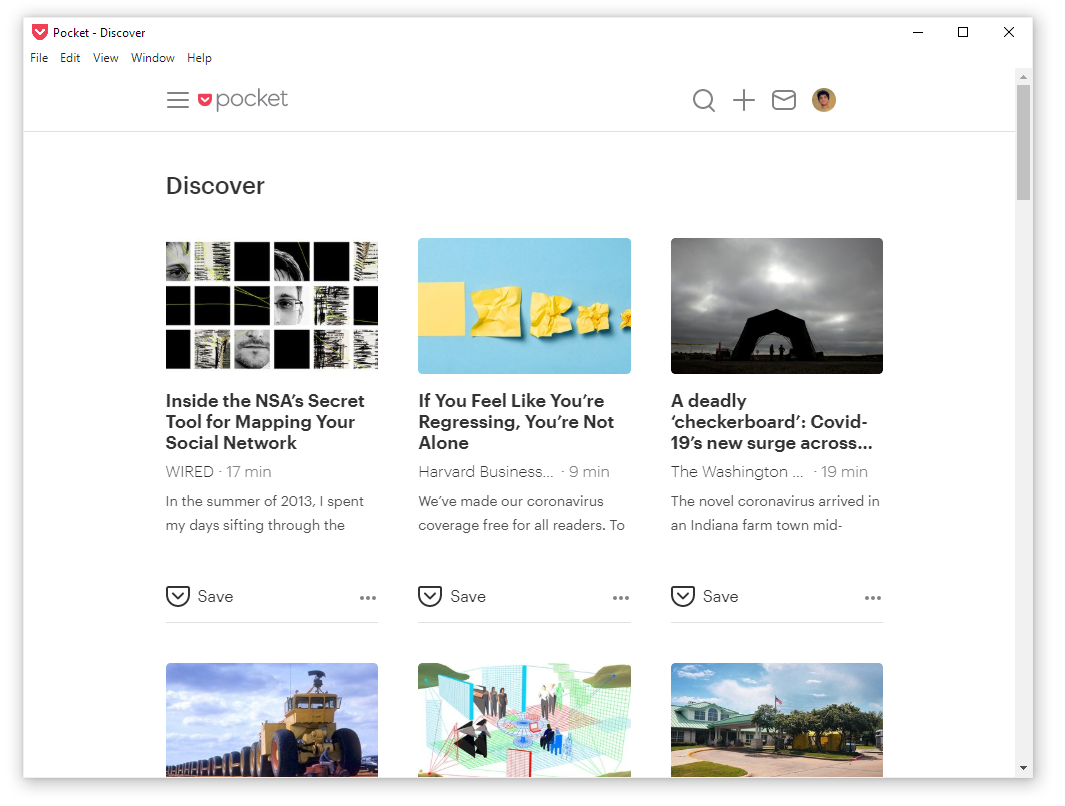 Pocket - Discover
File Edit View Window Help
pocket
Discover
Inside the NSA’s Secret
Tool for Mapping Your
Social Network
WIRED · 17 min
In the summer of 2013, I spent
my days sifting through the
Save
If You Feel Like You’re
Regressing, You’re Not
Alone
Harvard Business... · 9 min
We’ve made our coronavirus
coverage free for all readers. To
Save
A deadly
‘checkerboard’: Covid-
19’s new surge across...
The Washington ... · 19 min
The novel coronavirus arrived in
an Indiana farm town mid-
Save